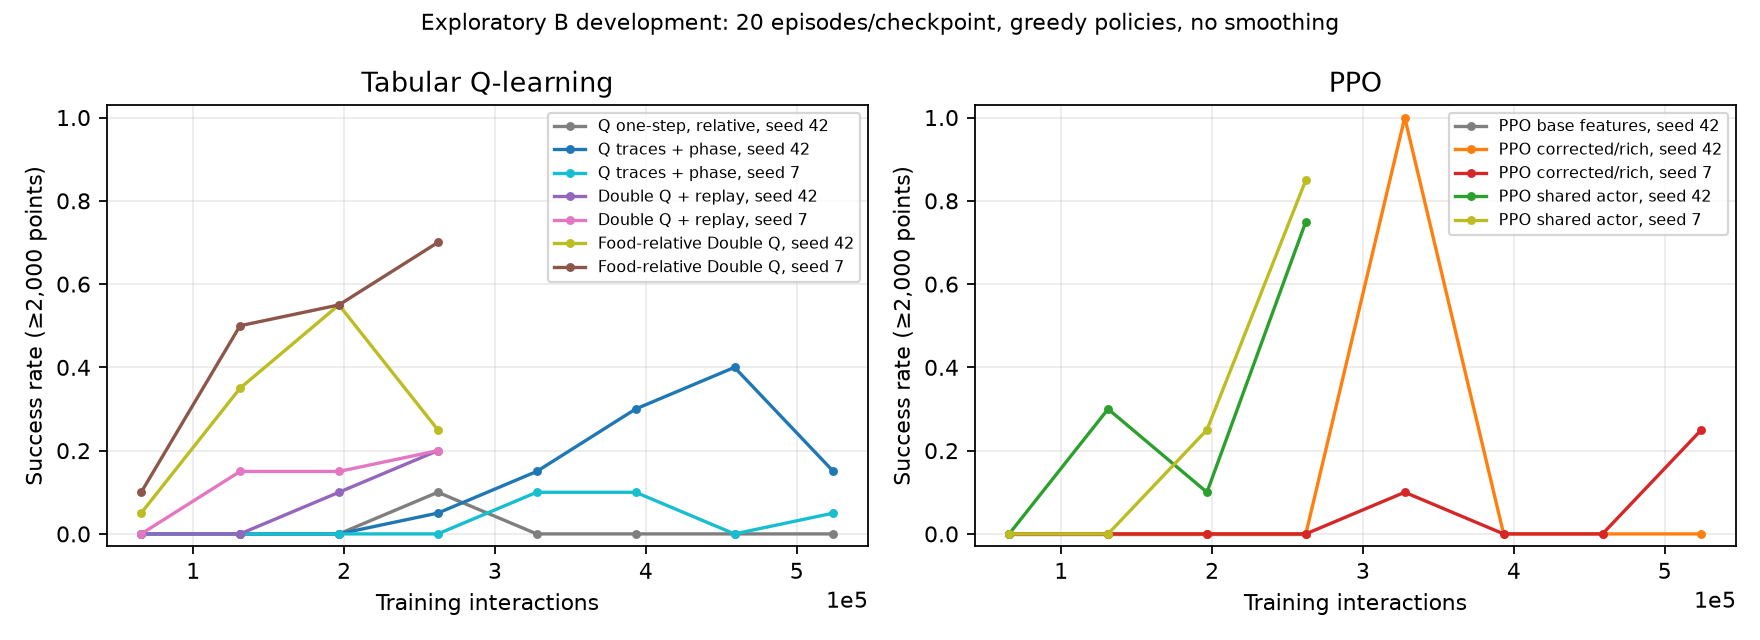 Exploratory B development: 20 episodes/checkpoint, greedy policies, no smoothing
Tabular Q-learning
Success rate (≥2,000 points)
1.0
0.8
0.6
0.4
0.2
0.0
Q one-step, relative, seed 42
Q traces + phase, seed 42
Q traces + phase, seed 7
Double Q + replay, seed 42
Double Q + replay, seed 7
Food-relative Double Q, seed 42
Food-relative Double Q, seed 7
1 2 3 4 5
1e5
Training interactions
PPO
Success rate (≥2,000 points)
1.0
0.8
0.6
0.4
0.2
0.0
PPO base features, seed 42
PPO corrected/rich, seed 42
PPO corrected/rich, seed 7
PPO shared actor, seed 42
PPO shared actor, seed 7
1 2 3 4 5
1e5
Training interactions